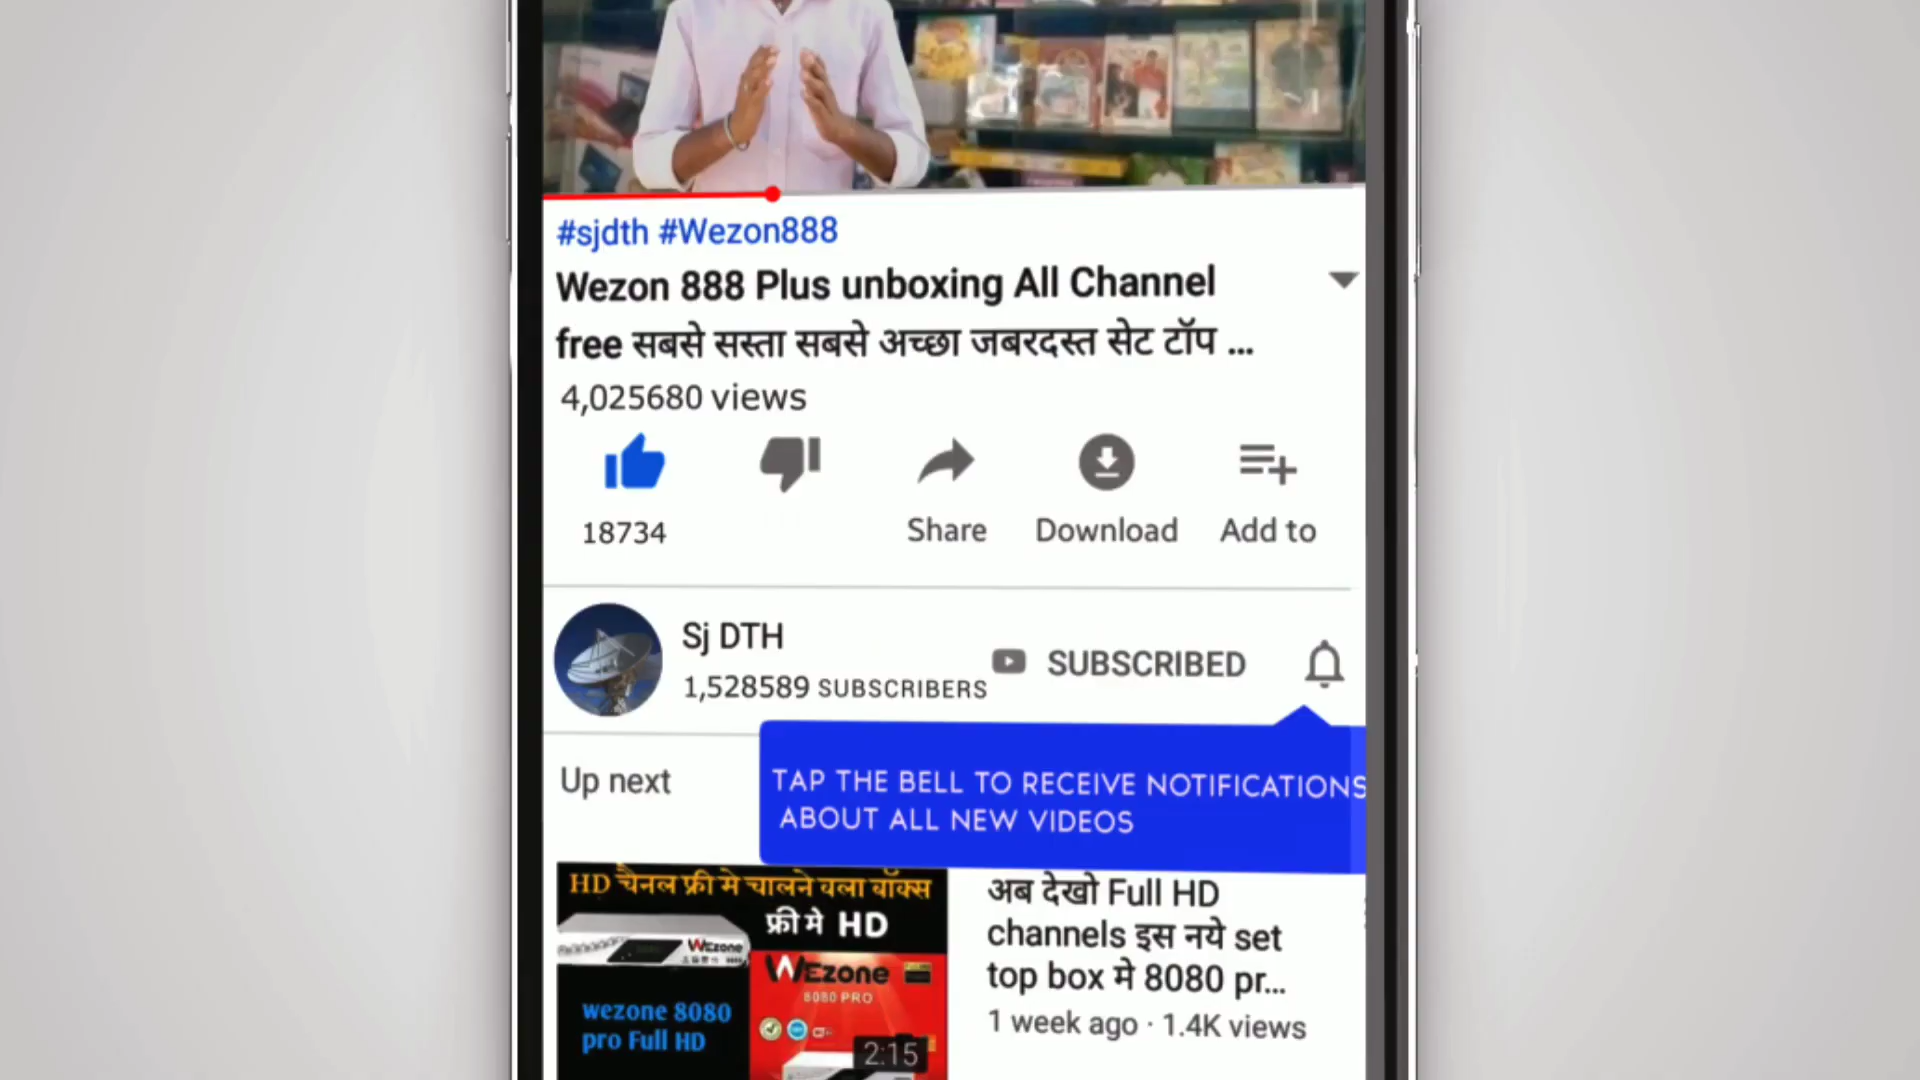 #sjdth #Wezon888
Wezon 888 Plus unboxing All Channel
free सबसे सस्ता सबसे अच्छा जबरदस्त सेट टॉप ...
4,025680 views
18734
Share
Download
Add to
Sj DTH
1,528589 SUBSCRIBERS
SUBSCRIBED
Up next
TAP THE BELL TO RECEIVE NOTIFICATIONS
ABOUT ALL NEW VIDEOS
HD चैनल फ्री मे चालने वला बॉक्स
फ्री मे HD
WEzone
WEzone
8080 PRO
wezone 8080
pro Full HD
2:15
अब देखो Full HD
channels इस नये set
top box मे 8080 pr...
1 week ago · 1.4K views